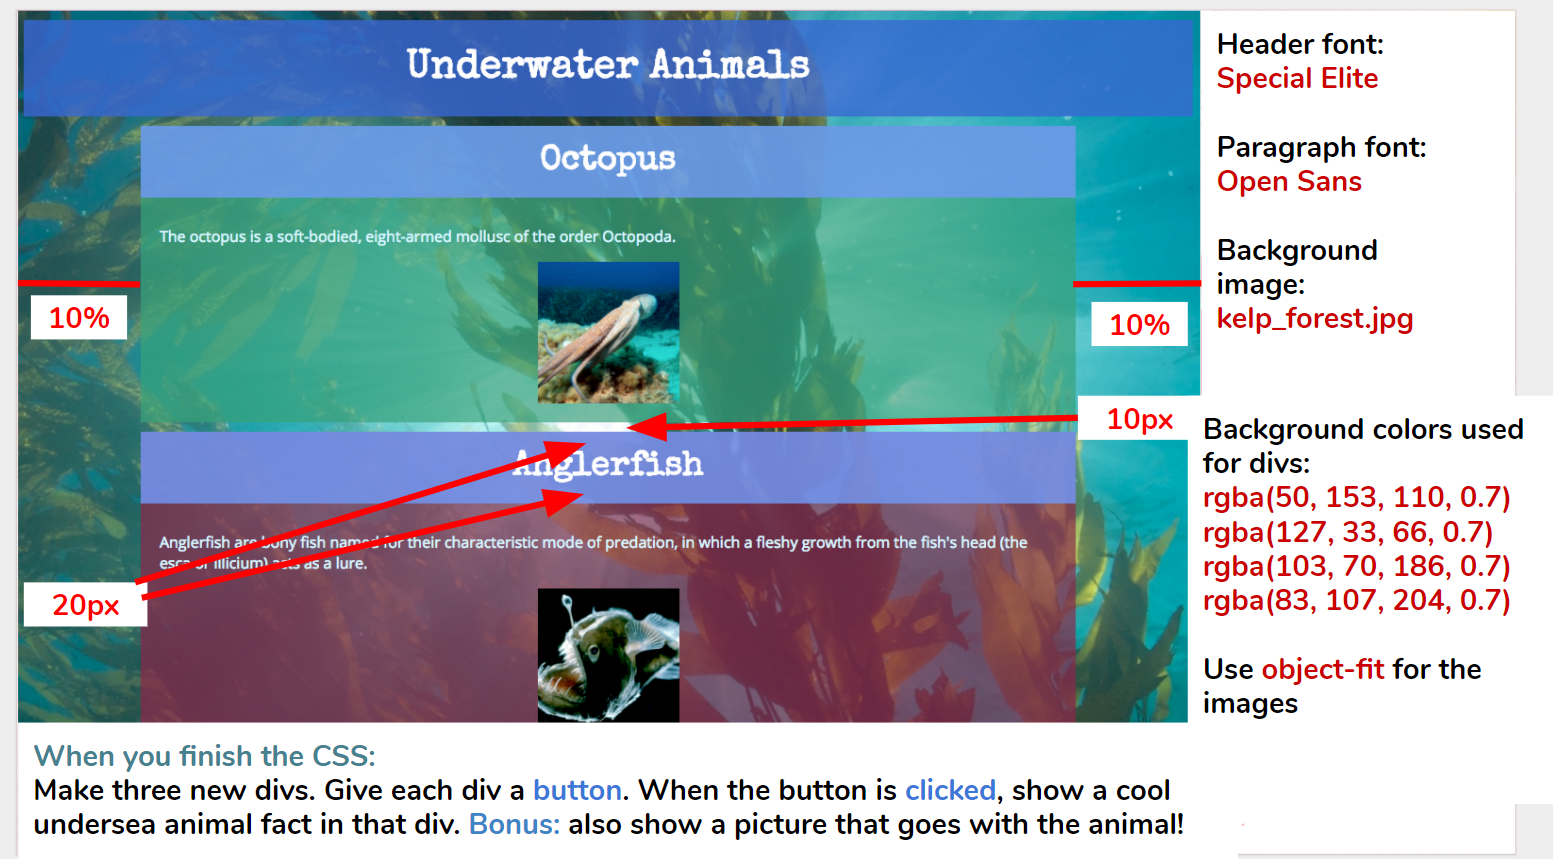 Underwater Animals
Octopus
The octopus is a soft-bodied, eight-armed mollusc of the order Octopoda.
10%
10%
10px
Anglerfish
Anglerfish are bony fish named for their characteristic mode of predation, in which a fleshy growth from the fish's head (the
esca or illicium) acts as a lure.
20px
Header font:
Special Elite
Paragraph font:
Open Sans
Background
image:
kelp_forest.jpg
Background colors used
for divs:
rgba(50, 153, 110, 0.7)
rgba(127, 33, 66, 0.7)
rgba(103, 70, 186, 0.7)
rgba(83, 107, 204, 0.7)
Use object-fit for the
images
When you finish the CSS:
Make three new divs. Give each div a button. When the button is clicked, show a cool
undersea animal fact in that div. Bonus: also show a picture that goes with the animal!